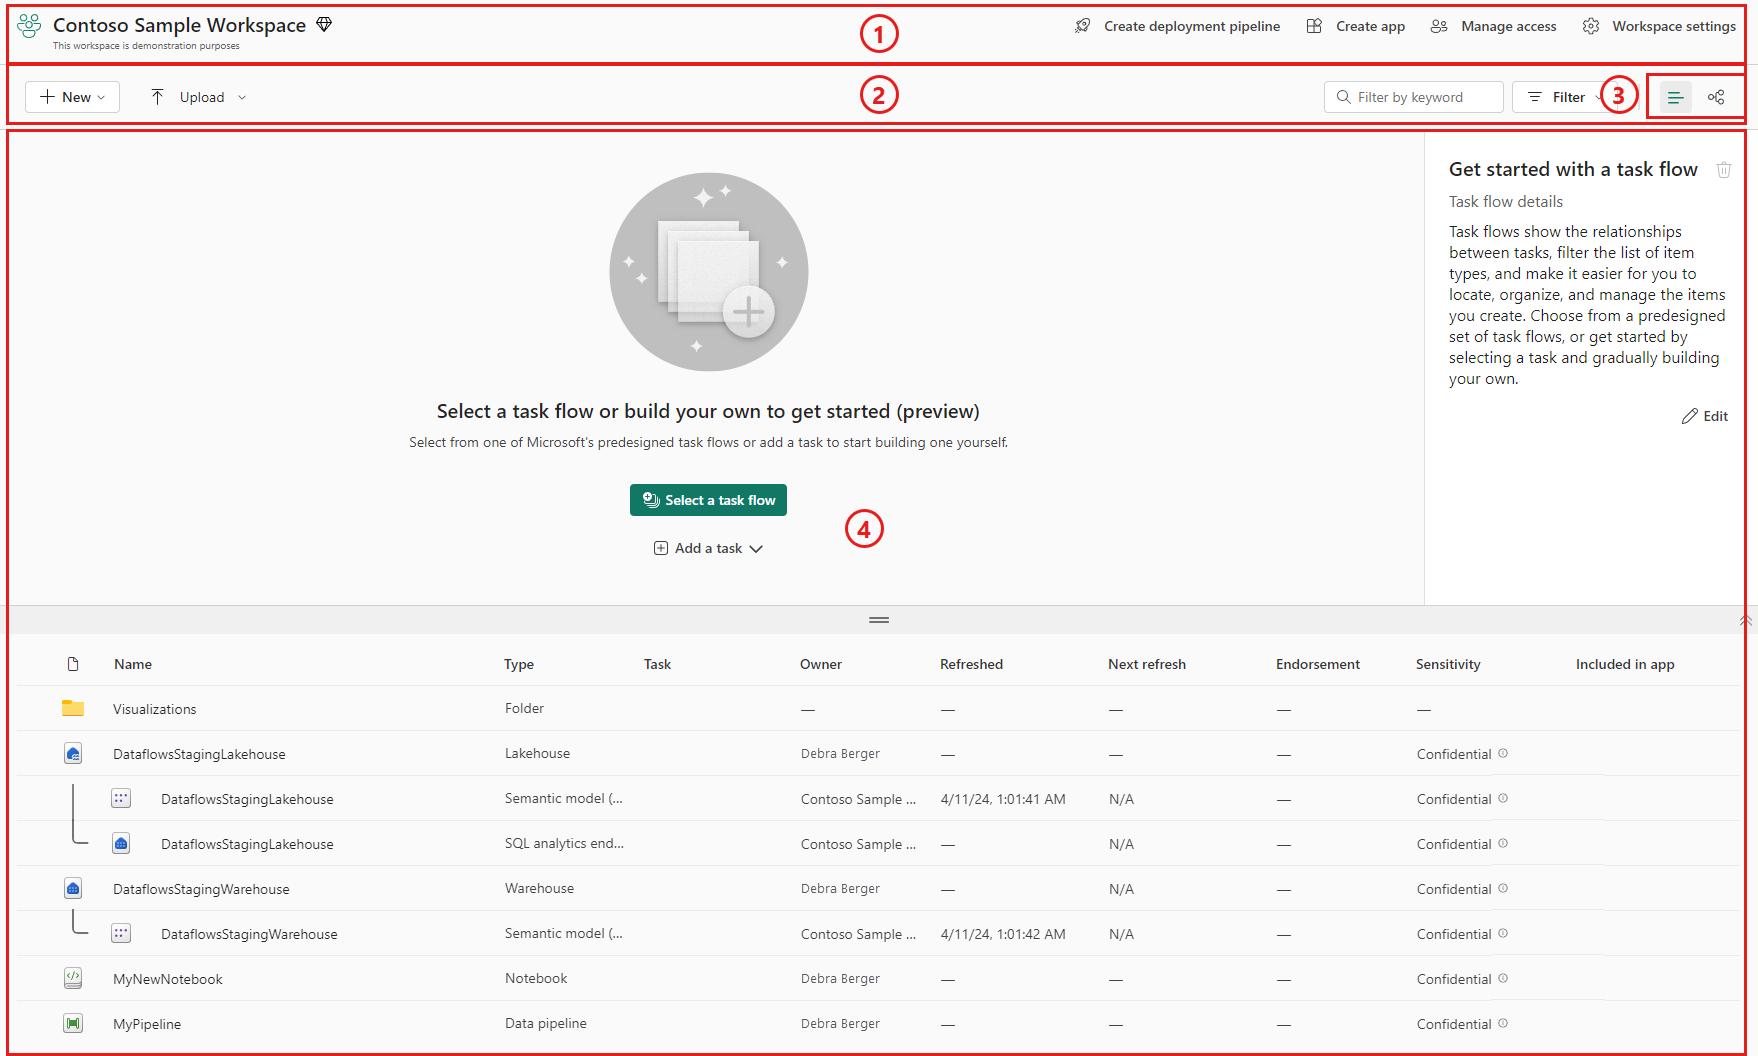 Contoso Sample Workspace
This workspace is demonstration purposes
1
Create deployment pipeline
Create app
Manage access
Workspace settings
New
Upload
2
Filter by keyword
Filter
3
Select a task flow or build your own to get started (preview)
Select from one of Microsoft's predesigned task flows or add a task to start building one yourself.
Select a task flow
Add a task
4
Get started with a task flow
Task flow details
Task flows show the relationships
between tasks, filter the list of item
types, and make it easier for you to
locate, organize, and manage the items
you create. Choose from a predesigned
set of task flows, or get started by
selecting a task and gradually building
your own.
Edit
Name Type Task Owner Refreshed Next refresh Endorsement Sensitivity Included in app
Visualizations Folder — — — — —
DataflowsStagingLakehouse Lakehouse Debra Berger — — — Confidential
DataflowsStagingLakehouse Semantic model (... Contoso Sample ... 4/11/24, 1:01:41 AM N/A — Confidential
DataflowsStagingLakehouse SQL analytics end... Contoso Sample ... — N/A — Confidential
DataflowsStagingWarehouse Warehouse Debra Berger — N/A — Confidential
DataflowsStagingWarehouse Semantic model (... Contoso Sample ... 4/11/24, 1:01:42 AM N/A — Confidential
MyNewNotebook Notebook Debra Berger — — — Confidential
MyPipeline Data pipeline Debra Berger — — — Confidential